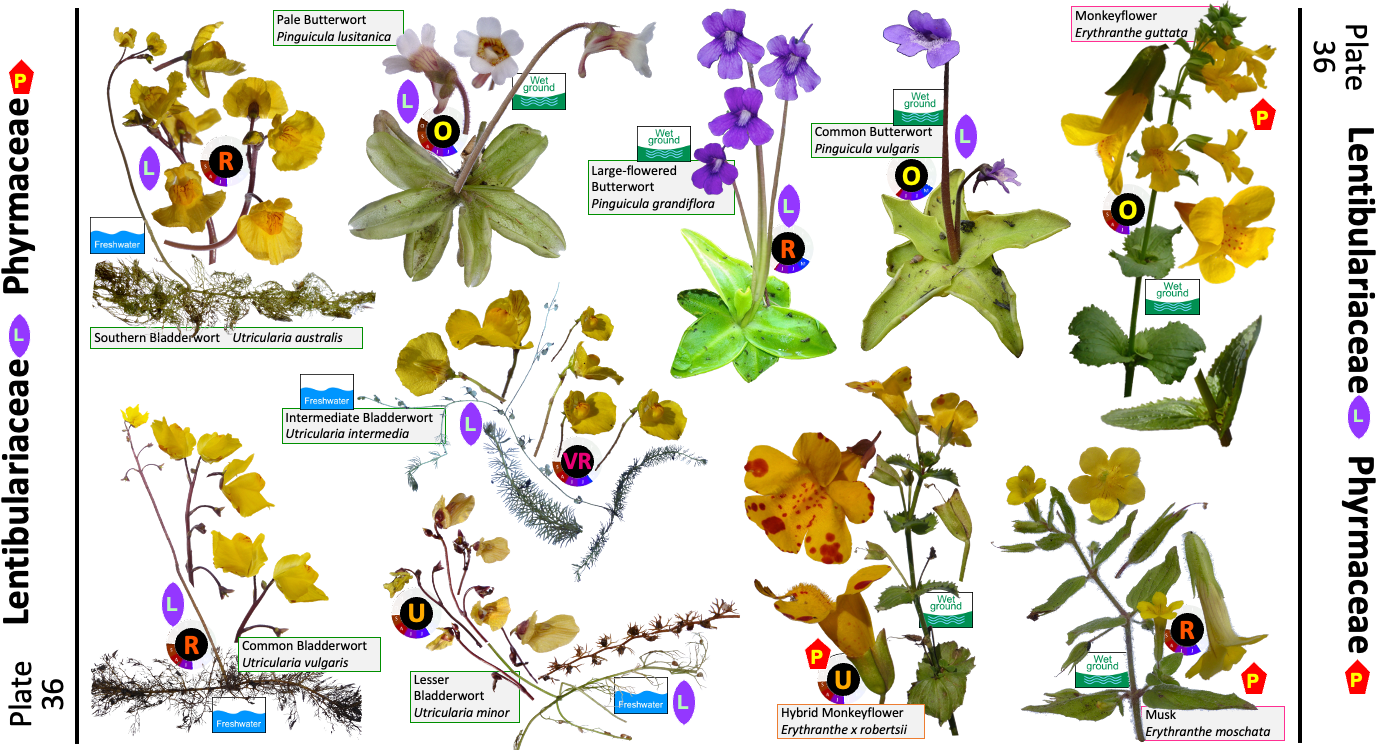 Plate
36
Lentibulariaceae L Phyrmaceae P
Pale Butterwort
Pinguicula lusitanica
L
O
Wet
ground
L
R
Freshwater
Southern Bladderwort Utricularia australis
Wet
ground
Large-flowered
Butterwort
Pinguicula grandiflora
L
R
Wet
ground
Common Butterwort
Pinguicula vulgaris
L
O
Monkeyflower
Erythranthe guttata
P
O
Wet
ground
Freshwater
Intermediate Bladderwort
Utricularia intermedia
L
VR
L
R
Common Bladderwort
Utricularia vulgaris
Freshwater
U
Lesser
Bladderwort
Utricularia minor
Freshwater
L
Wet
ground
P
U
Hybrid Monkeyflower
Erythranthe x robertsii
R
Wet
ground
P
Musk
Erythranthe moschata
Plate
36
Lentibulariaceae L Phyrmaceae P